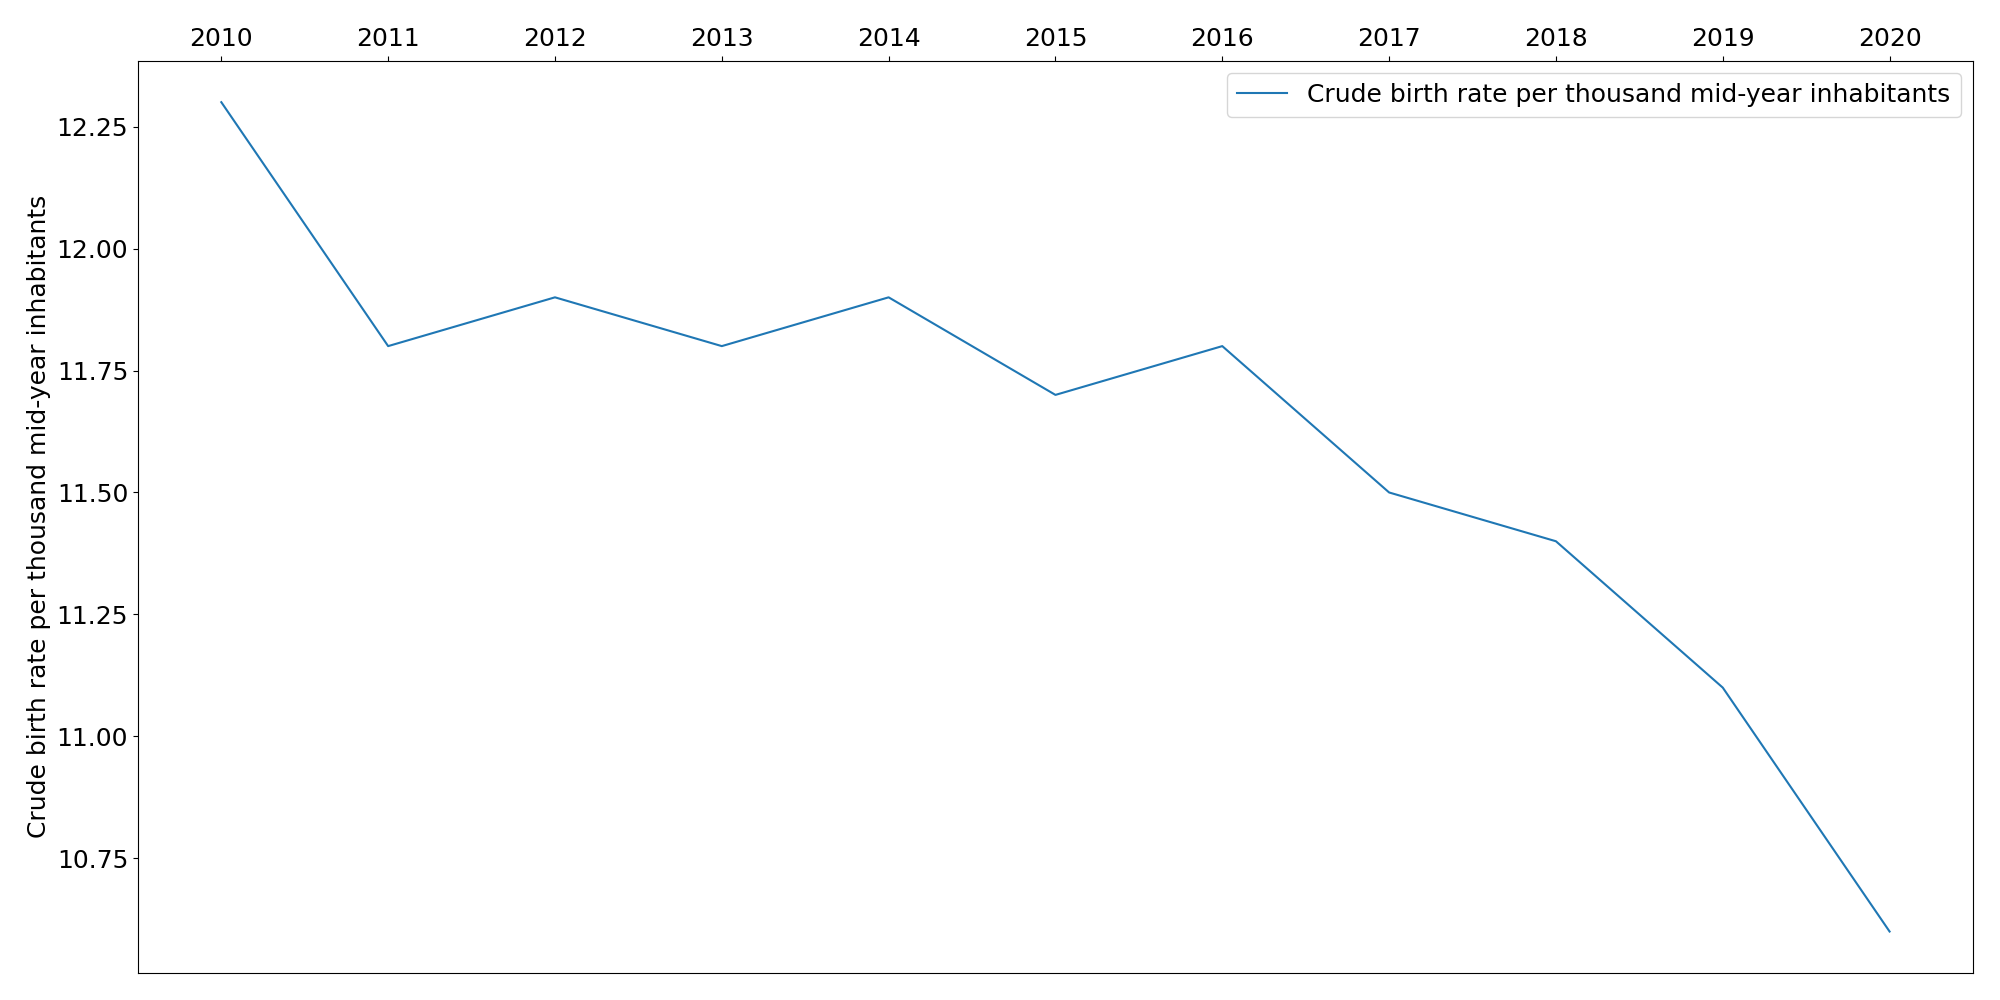 2010 2011 2012 2013 2014 2015 2016 2017 2018 2019 2020
Crude birth rate per thousand mid-year inhabitants
Crude birth rate per thousand mid-year inhabitants
12.25
12.00
11.75
11.50
11.25
11.00
10.75